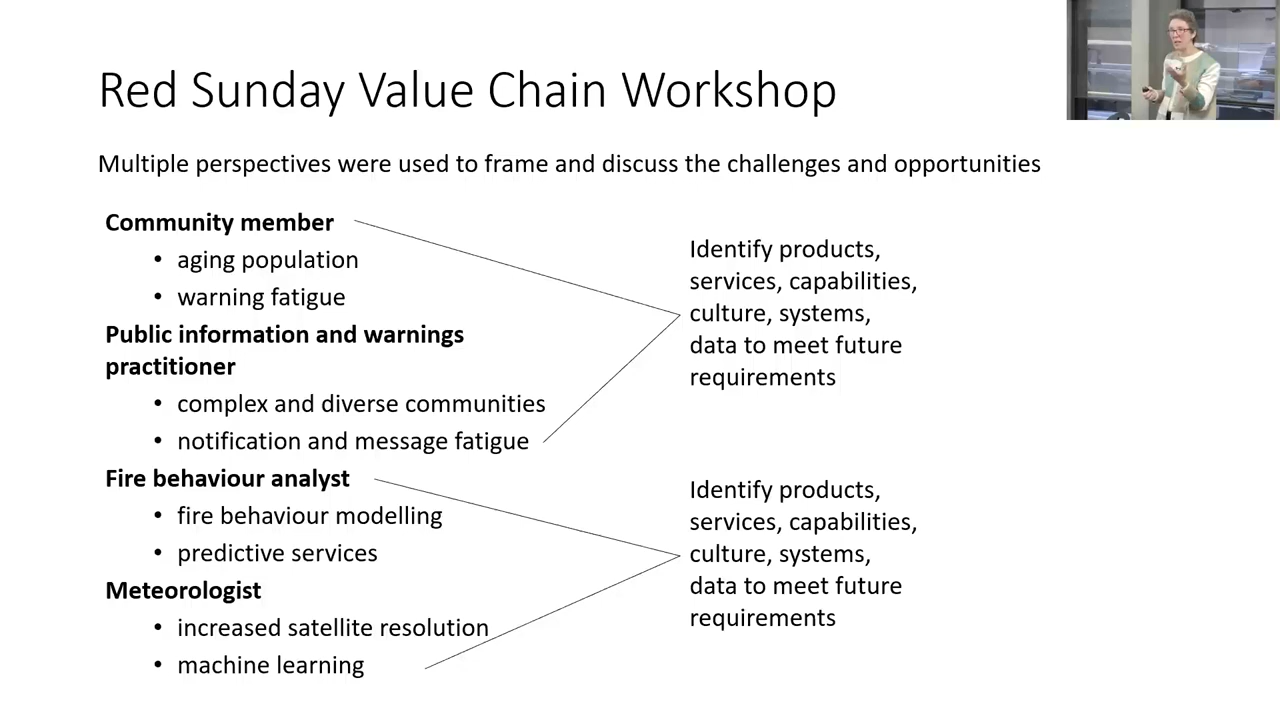 Red Sunday Value Chain Workshop
Multiple perspectives were used to frame and discuss the challenges and opportunities
Community member
• aging population
• warning fatigue
Public information and warnings
practitioner
• complex and diverse communities
• notification and message fatigue
Fire behaviour analyst
• fire behaviour modelling
• predictive services
Meteorologist
• increased satellite resolution
• machine learning
Identify products,
services, capabilities,
culture, systems,
data to meet future
requirements
Identify products,
services, capabilities,
culture, systems,
data to meet future
requirements